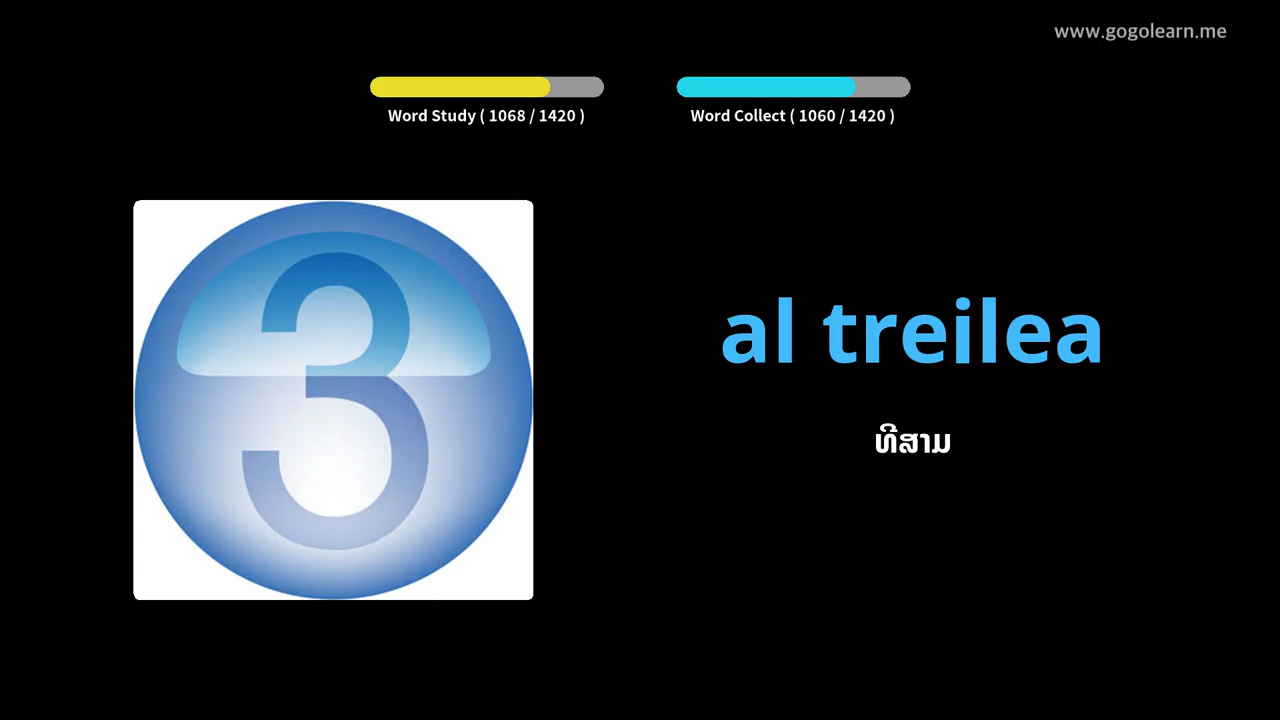 www.gogolearn.me
Word Study ( 1068 / 1420 )
Word Collect ( 1060 / 1420 )
3
al treilea
ທີສາມ